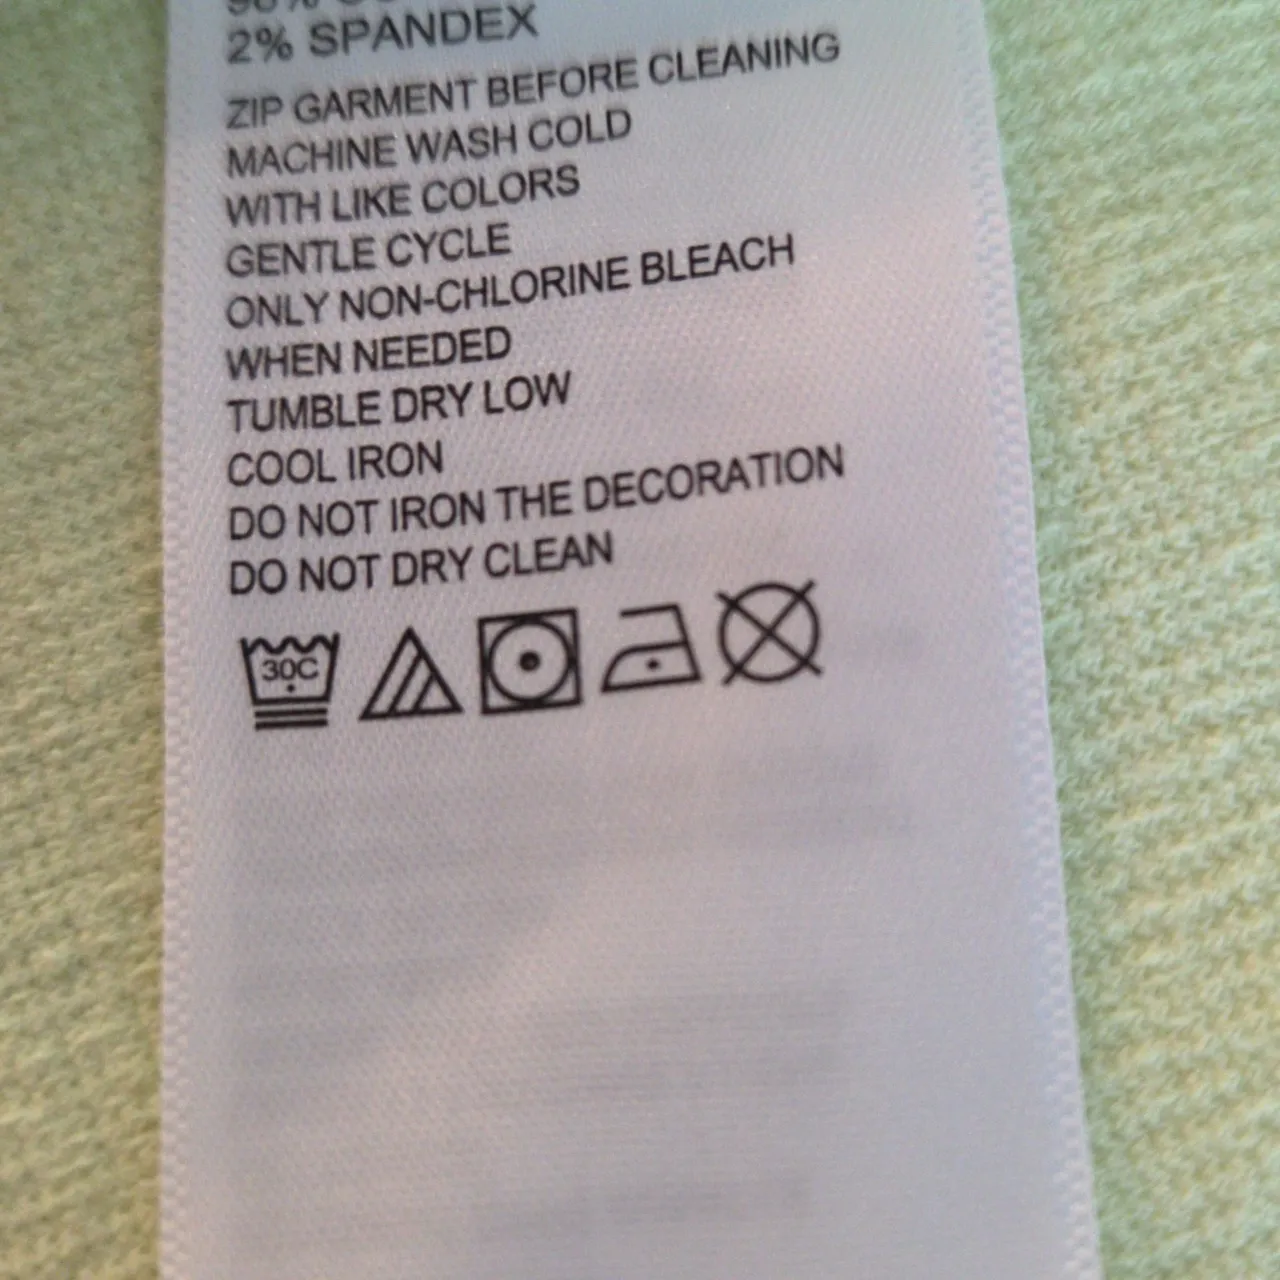 2% SPANDEX
ZIP GARMENT BEFORE CLEANING
MACHINE WASH COLD
WITH LIKE COLORS
GENTLE CYCLE
ONLY NON-CHLORINE BLEACH
WHEN NEEDED
TUMBLE DRY LOW
COOL IRON
DO NOT IRON THE DECORATION
DO NOT DRY CLEAN
30C